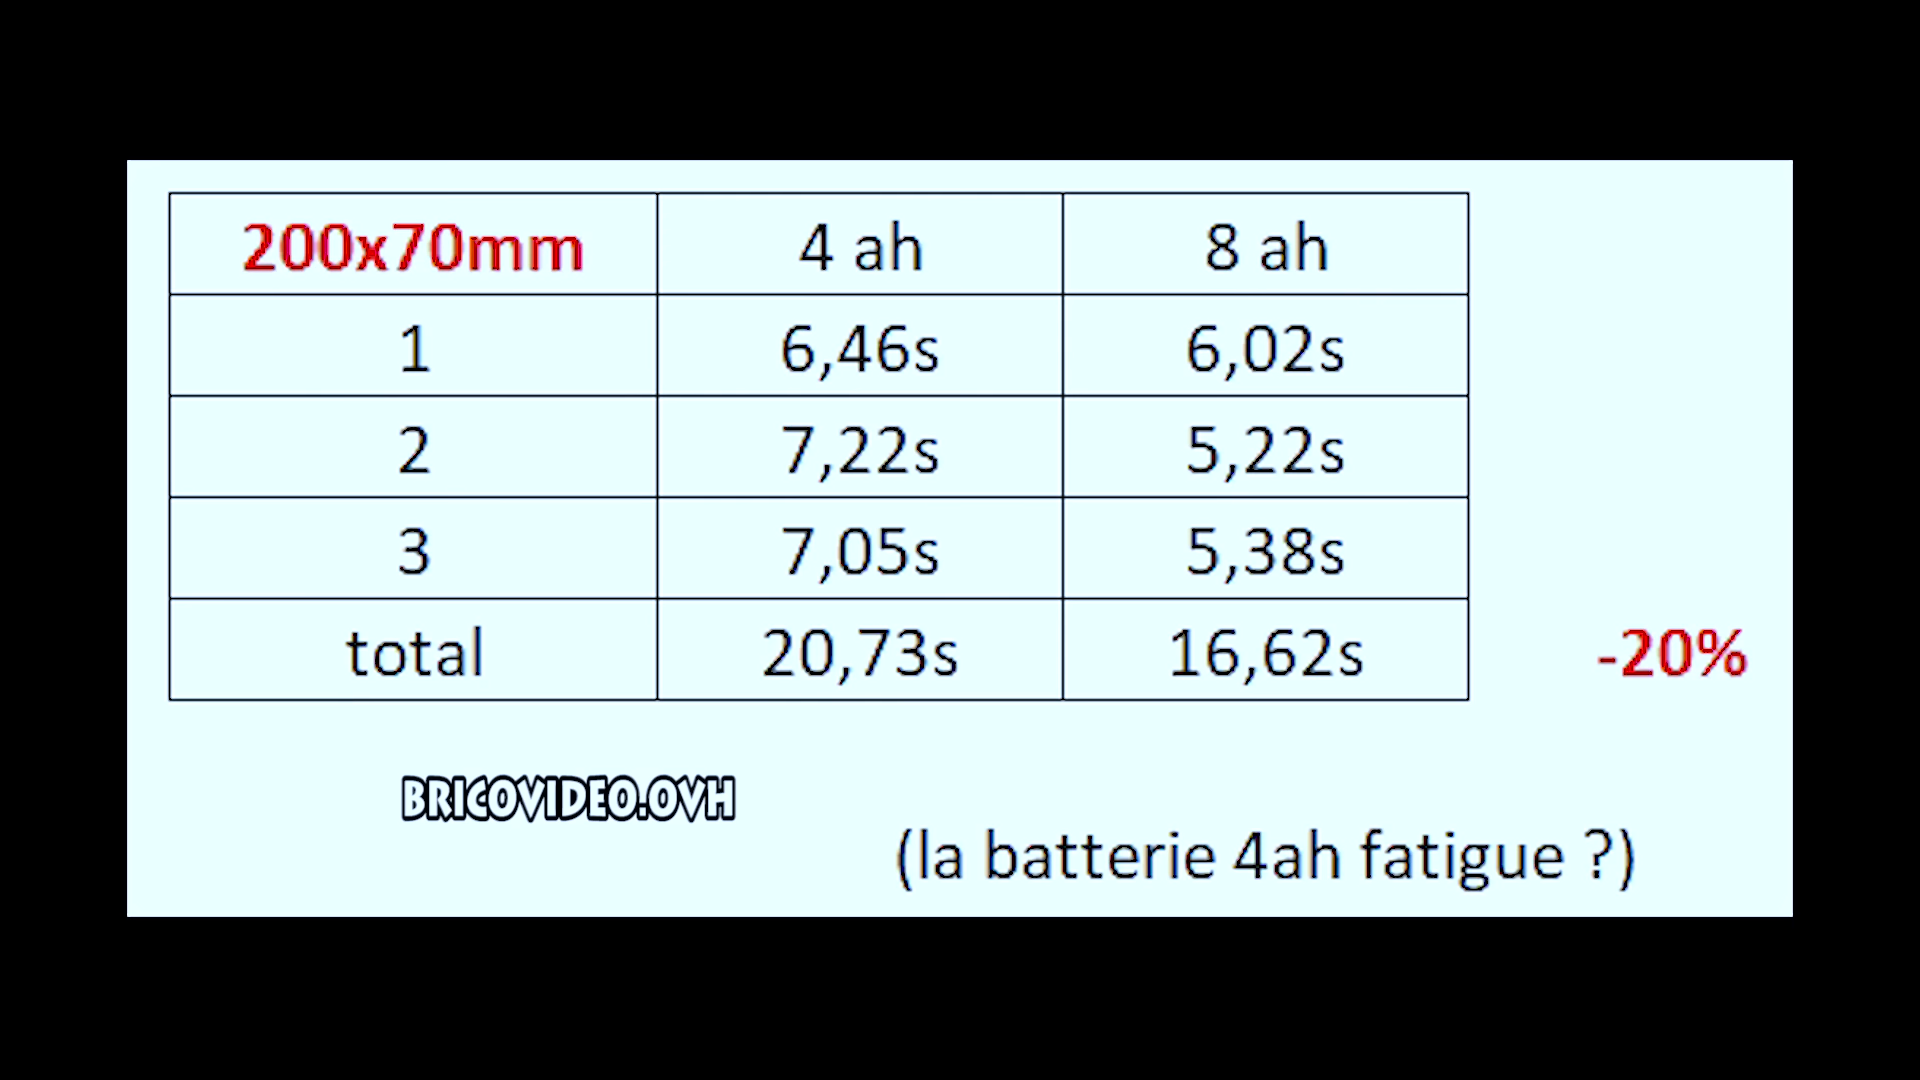 200x70mm 4 ah 8 ah
1 6,46s 6,02s
2 7,22s 5,22s
3 7,05s 5,38s
total 20,73s 16,62s -20%
BRICOVIDEO.OVH
(la batterie 4ah fatigue ?)